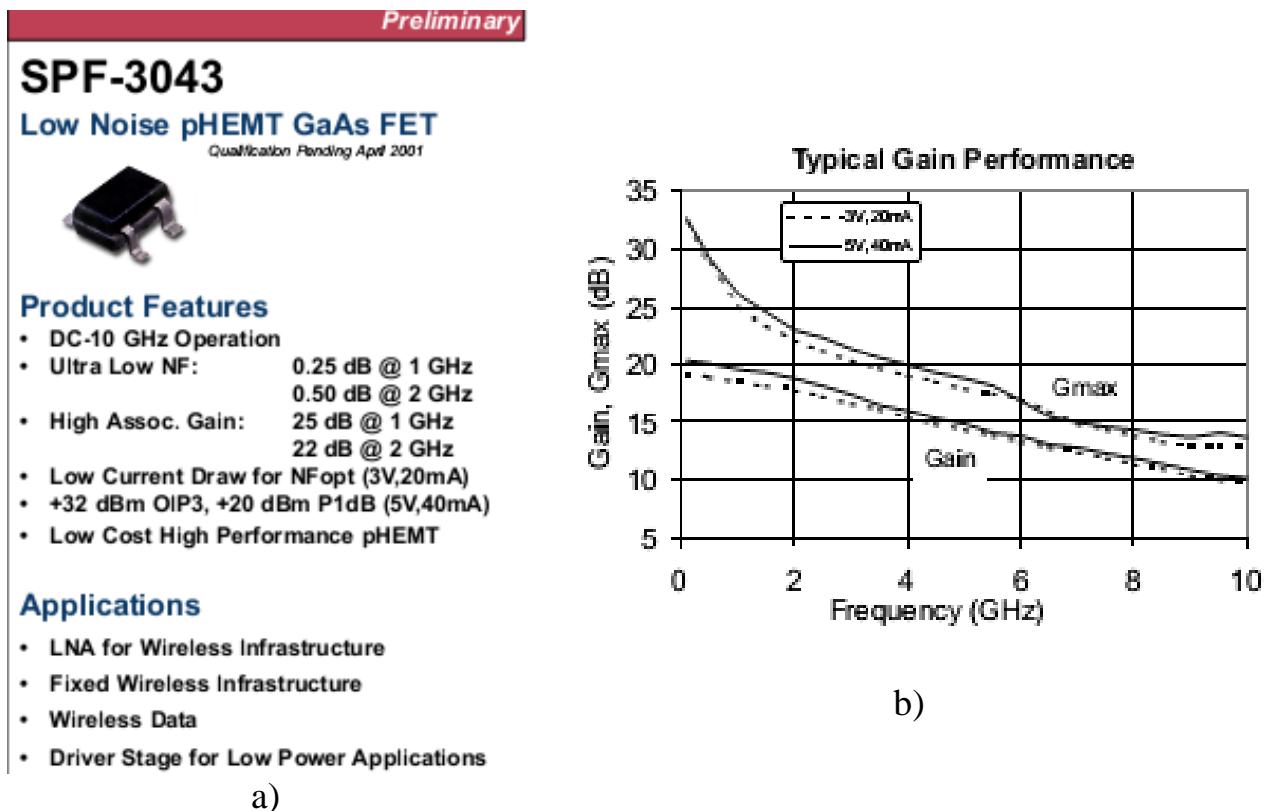 Preliminary
SPF-3043
Low Noise pHEMT GaAs FET
Qualification Pending April 2001
Product Features
• DC-10 GHz Operation
• Ultra Low NF: 0.25 dB @ 1 GHz
0.50 dB @ 2 GHz
• High Assoc. Gain: 25 dB @ 1 GHz
22 dB @ 2 GHz
• Low Current Draw for NFopt (3V,20mA)
• +32 dBm OIP3, +20 dBm P1dB (5V,40mA)
• Low Cost High Performance pHEMT
Applications
• LNA for Wireless Infrastructure
• Fixed Wireless Infrastructure
• Wireless Data
• Driver Stage for Low Power Applications
a)
Typical Gain Performance
Gain, Gmax (dB)
35
30
25
20
15
10
5
3V,20mA
5V,40mA
Gmax
Gain
0 2 4 6 8 10
Frequency (GHz)
b)